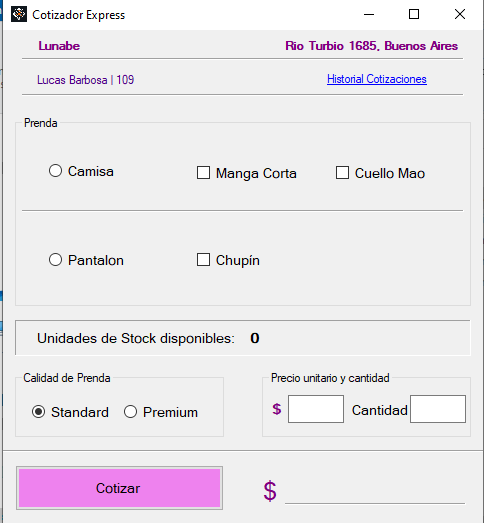 Cotizador Express
Lunabe Rio Turbio 1685, Buenos Aires
Lucas Barbosa | 109 Historial Cotizaciones
Prenda
Camisa Manga Corta Cuello Mao
Pantalon Chupín
Unidades de Stock disponibles: 0
Calidad de Prenda Precio unitario y cantidad
Standard Premium $ Cantidad
Cotizar $